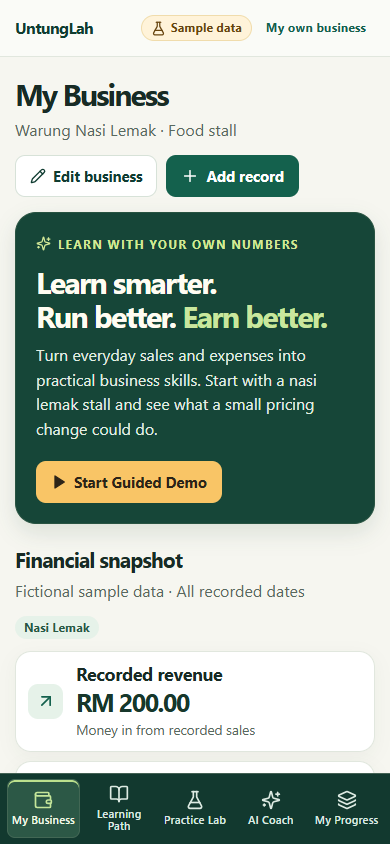 UntungLah
Sample data
My own business
My Business
Warung Nasi Lemak · Food stall
Edit business
Add record
LEARN WITH YOUR OWN NUMBERS
Learn smarter.
Run better. Earn better.
Turn everyday sales and expenses into
practical business skills. Start with a nasi
lemak stall and see what a small pricing
change could do.
Start Guided Demo
Financial snapshot
Fictional sample data · All recorded dates
Nasi Lemak
Recorded revenue
RM 200.00
Money in from recorded sales
My Business
Learning
Path
Practice Lab
AI Coach
My Progress